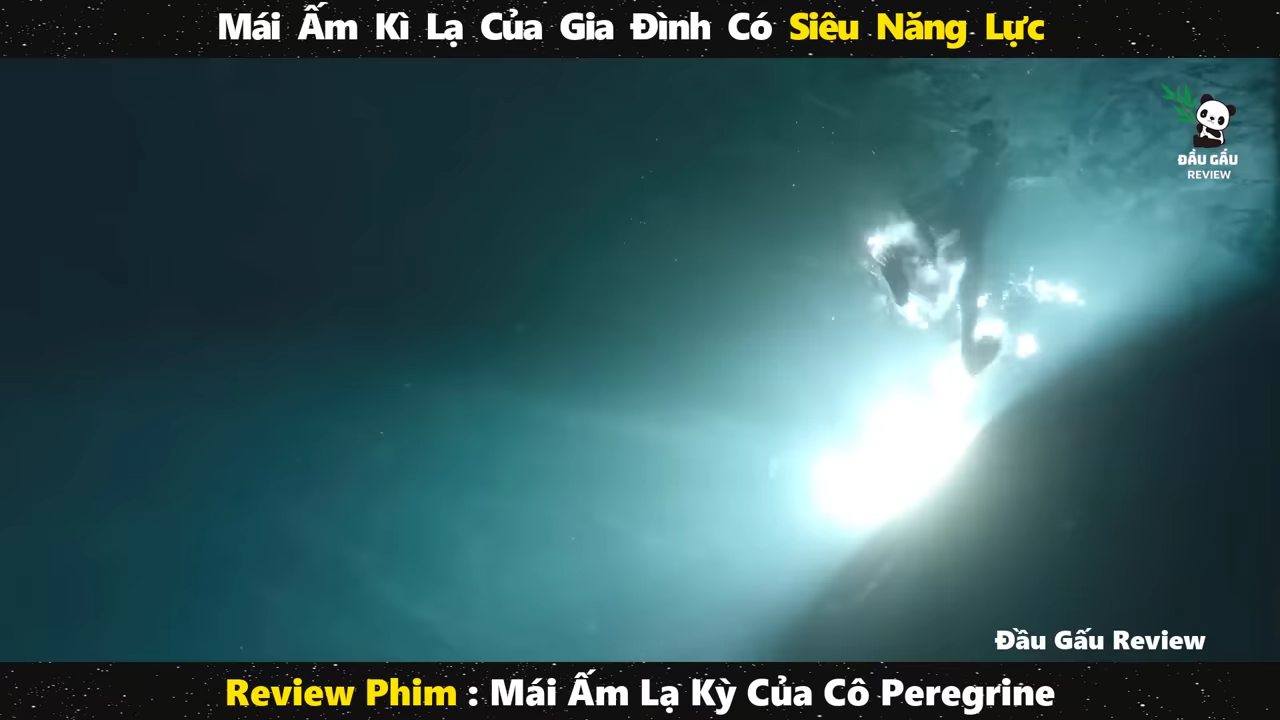 Mái Ấm Kì Lạ Của Gia Đình Có Siêu Năng Lực
ĐẦU GẤU
REVIEW
Đầu Gấu Review
Review Phim : Mái Ấm Lạ Kỳ Của Cô Peregrine